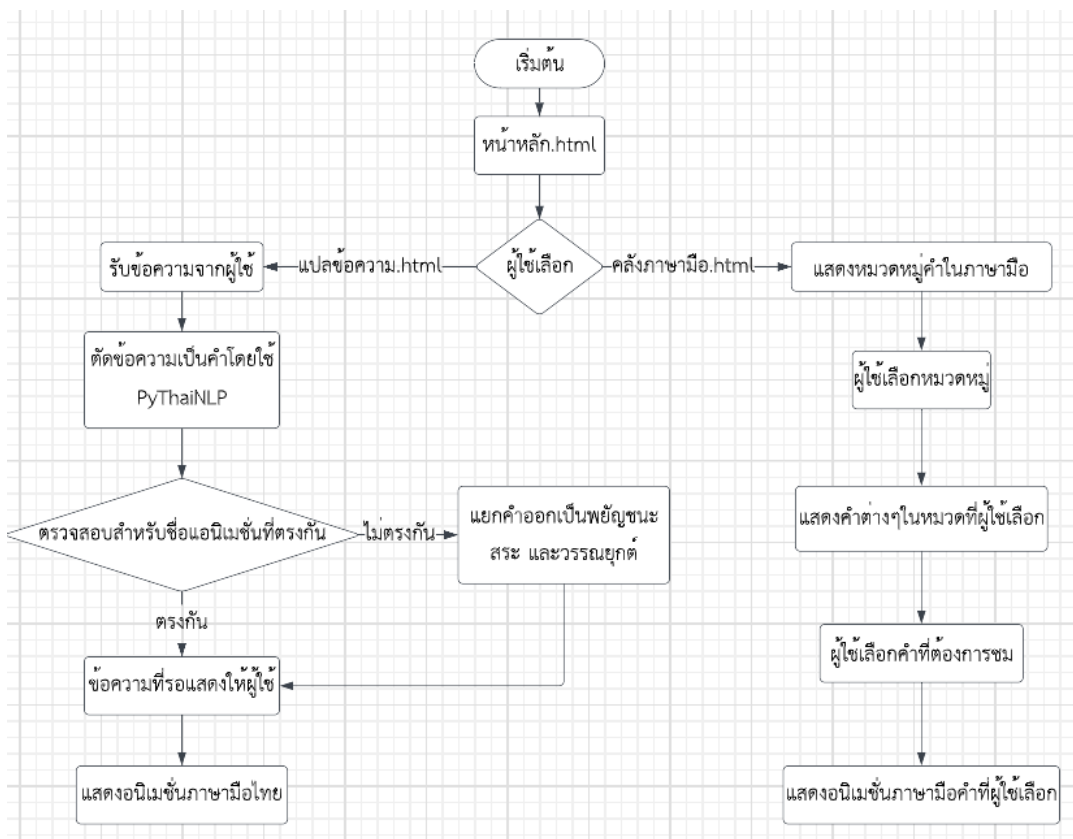 เริ่มต้น
หน้าหลัก.html
ผู้ใช้เลือก
แปลข้อความ.html
รับข้อความจากผู้ใช้
ตัดข้อความเป็นคำโดยใช้
PyThaiNLP
ตรวจสอบสำหรับชื่อแอนิเมชั่นที่ตรงกัน
ไม่ตรงกัน
แยกคำออกเป็นพยัญชนะ
สระ และวรรณยุกต์
ตรงกัน
ข้อความที่รอแสดงให้ผู้ใช้
แสดงอนิเมชั่นภาษามือไทย
คลังภาษามือ.html
แสดงหมวดหมู่คำในภาษามือ
ผู้ใช้เลือกหมวดหมู่
แสดงคำต่างๆในหมวดที่ผู้ใช้เลือก
ผู้ใช้เลือกคำที่ต้องการชม
แสดงอนิเมชั่นภาษามือคำที่ผู้ใช้เลือก